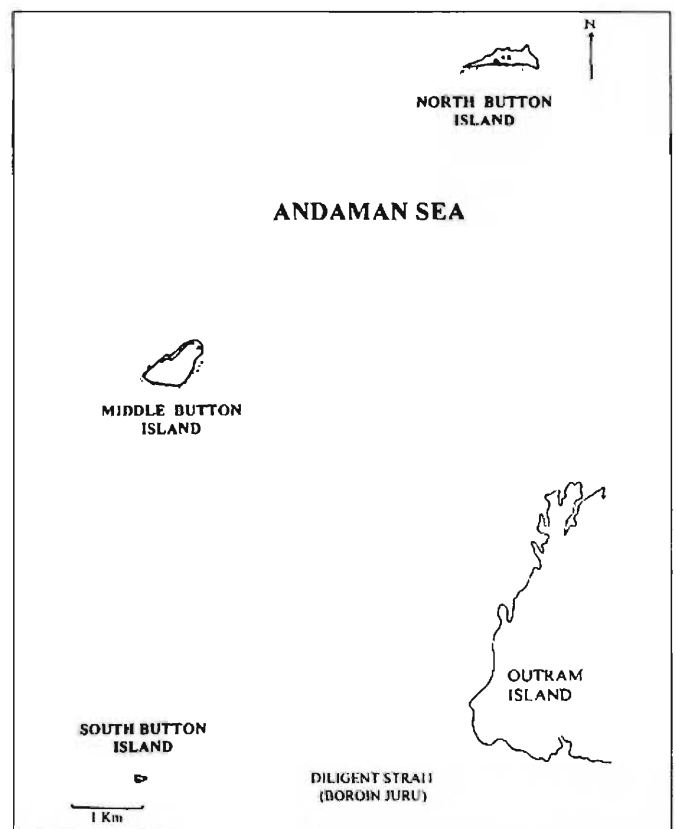 N
NORTH BUTTON
ISLAND
ANDAMAN SEA
MIDDLE BUTTON
ISLAND
OUTRAM
ISLAND
SOUTH BUTTON
ISLAND
DILIGENT STRAIT
(BOROIN JURU)
1 Km